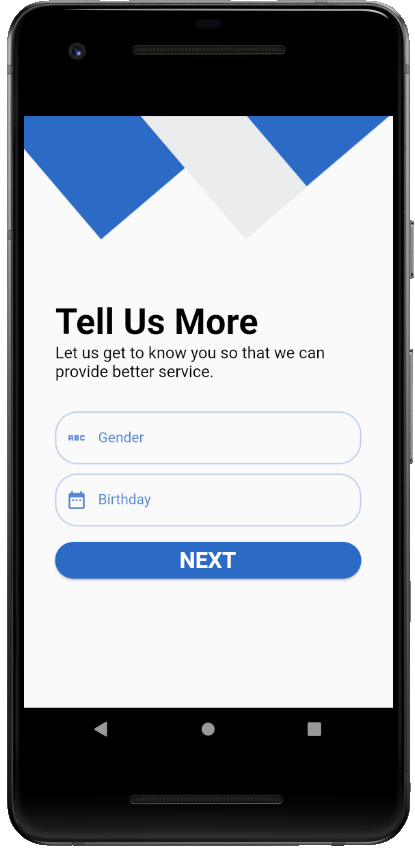 Tell Us More
Let us get to know you so that we can
provide better service.
ABC Gender
Birthday
NEXT